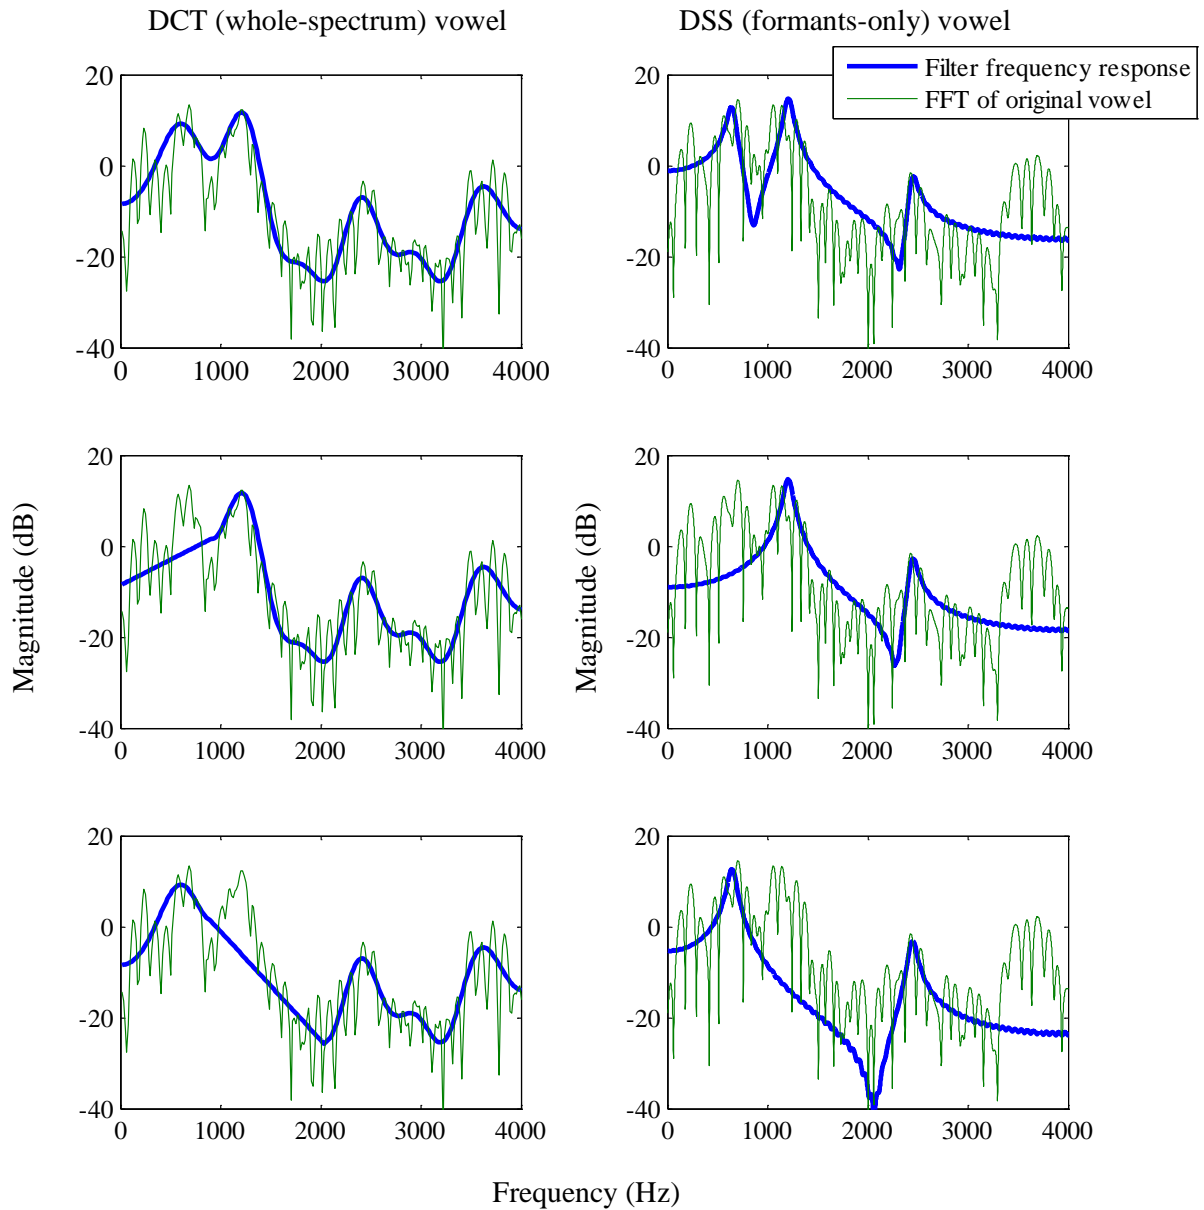 DCT (whole-spectrum) vowel
DSS (formants-only) vowel
Filter frequency response
FFT of original vowel
20
0
-20
-40
0 1000 2000 3000 4000
20
0
-20
-40
0 1000 2000 3000 4000
Magnitude (dB)
20
0
-20
-40
0 1000 2000 3000 4000
Magnitude (dB)
20
0
-20
-40
0 1000 2000 3000 4000
20
0
-20
-40
0 1000 2000 3000 4000
20
0
-20
-40
0 1000 2000 3000 4000
Frequency (Hz)